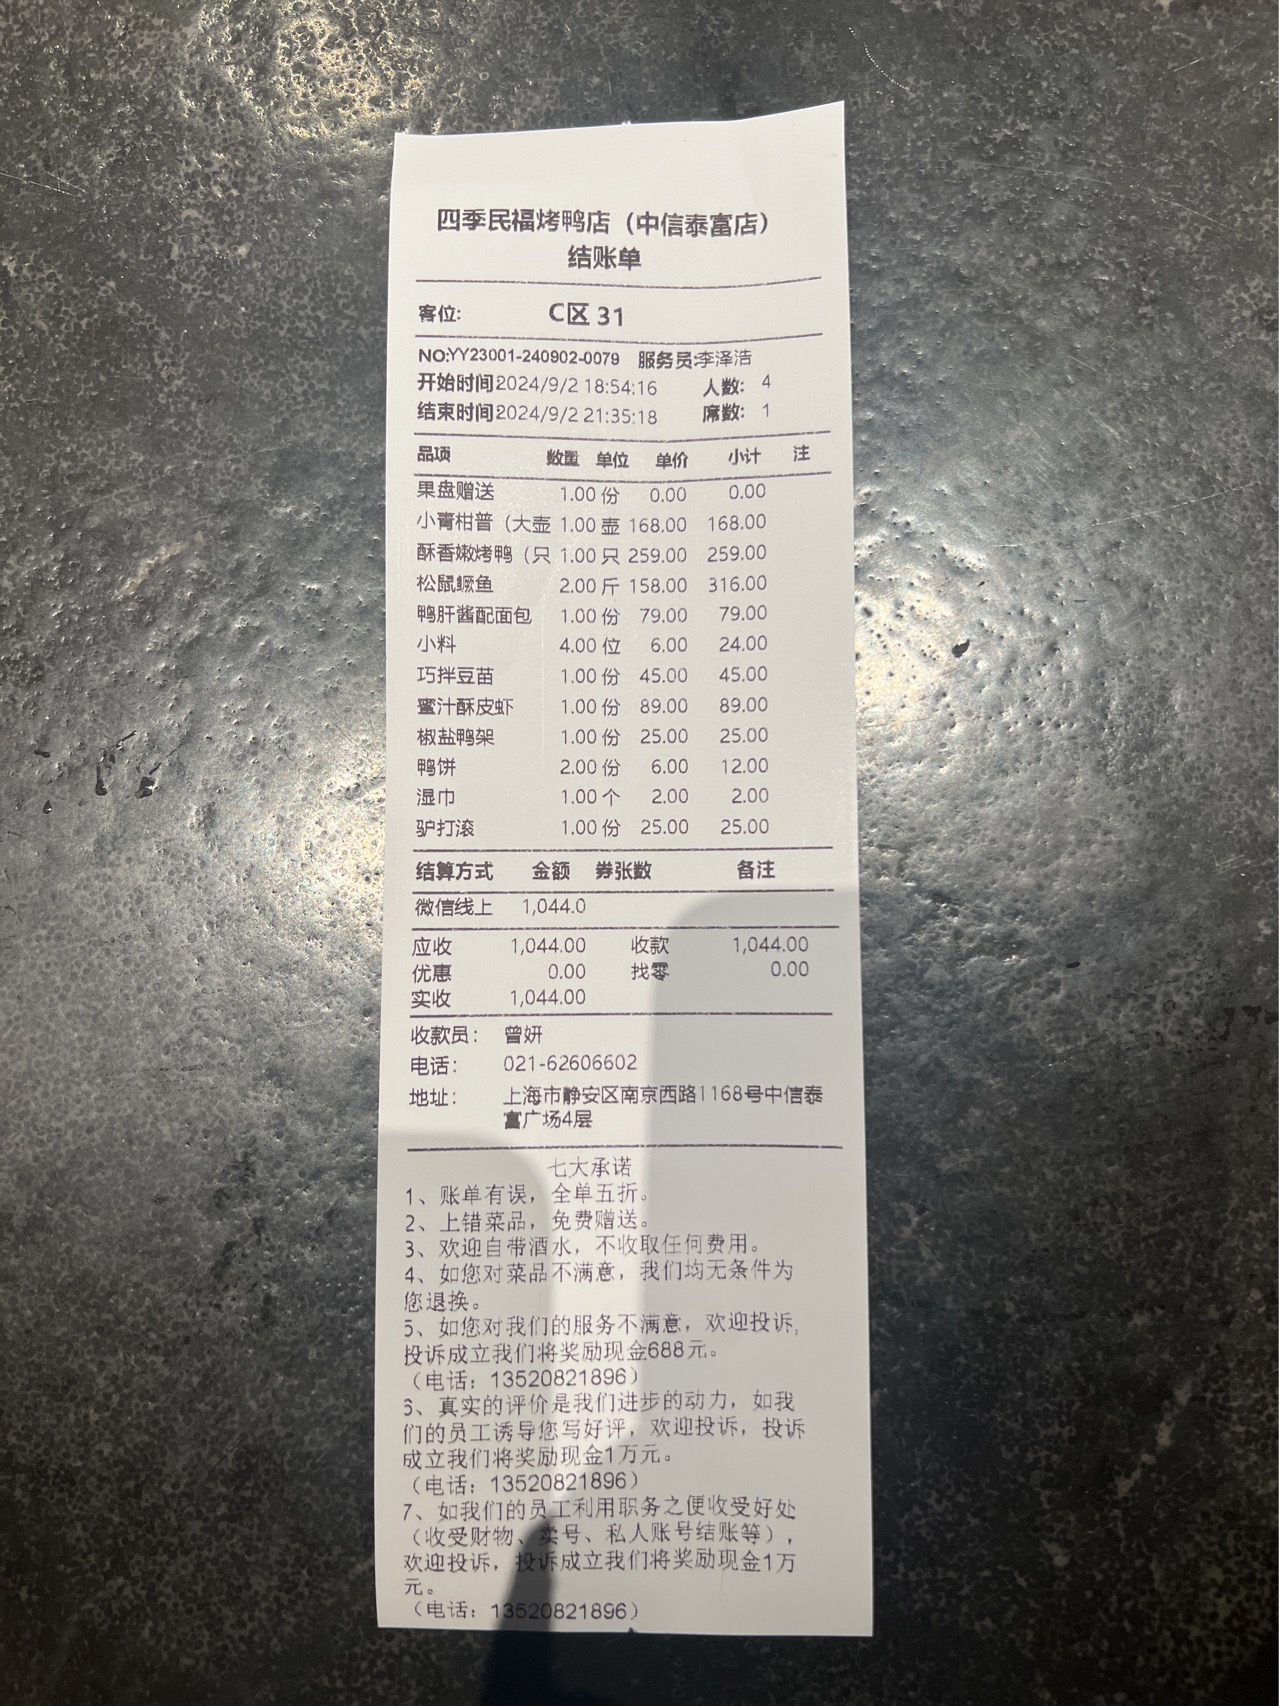 四季民福烤鸭店（中信泰富店）
结账单
客位: C区 31
NO:YY23001-240902-0079 服务员:李泽浩
开始时间2024/9/2 18:54:16 人数: 4
结束时间2024/9/2 21:35:18 席数: 1
品项 数量 单位 单价 小计 注
果盘赠送 1.00 份 0.00 0.00
小青柑普（大壶 1.00 壶 168.00 168.00
酥香嫩烤鸭（只 1.00 只 259.00 259.00
松鼠鳜鱼 2.00 斤 158.00 316.00
鸭肝酱配面包 1.00 份 79.00 79.00
小料 4.00 位 6.00 24.00
巧拌豆苗 1.00 份 45.00 45.00
蜜汁酥皮虾 1.00 份 89.00 89.00
椒盐鸭架 1.00 份 25.00 25.00
鸭饼 2.00 份 6.00 12.00
湿巾 1.00 个 2.00 2.00
驴打滚 1.00 份 25.00 25.00
结算方式 金额 券张数 备注
微信线上 1,044.0
应收 1,044.00 收款 1,044.00
优惠 0.00 找零 0.00
实收 1,044.00
收款员: 曾妍
电话: 021-62606602
地址: 上海市静安区南京西路1168号中信泰
富广场4层
七大承诺
1、账单有误，全单五折。
2、上错菜品，免费赠送。
3、欢迎自带酒水，不收取任何费用。
4、如您对菜品不满意，我们均无条件为
您退换。
5、如您对我们的服务不满意，欢迎投诉，
投诉成立我们将奖励现金688元。
（电话：13520821896）
6、真实的评价是我们进步的动力，如我
们的员工诱导您写好评，欢迎投诉，投诉
成立我们将奖励现金1万元。
（电话：13520821896）
7、如我们的员工利用职务之便收受好处
（收受财物、卖号、私人账号结账等），
欢迎投诉，投诉成立我们将奖励现金1万
元。
（电话：13520821896）